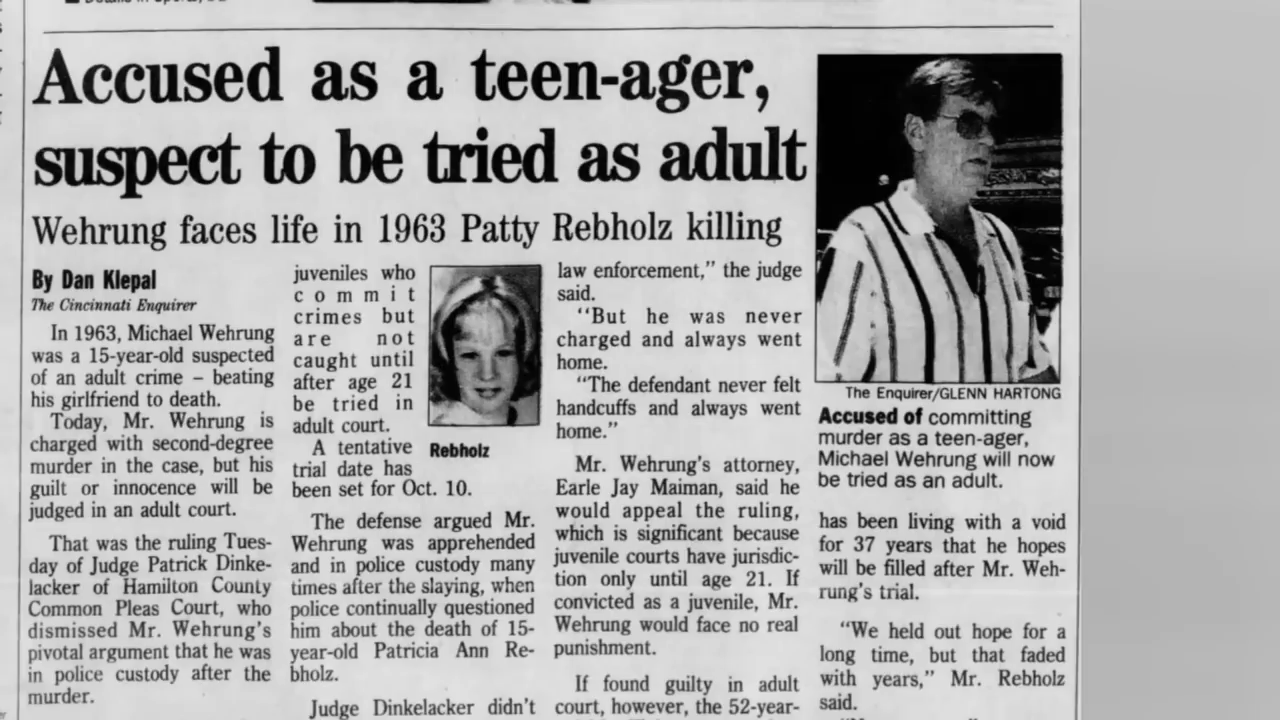 Accused as a teen-ager,
suspect to be tried as adult
Wehrung faces life in 1963 Patty Rebholz killing
By Dan Klepal
The Cincinnati Enquirer
In 1963, Michael Wehrung
was a 15-year-old suspected
of an adult crime – beating
his girlfriend to death.
Today, Mr. Wehrung is
charged with second-degree
murder in the case, but his
guilt or innocence will be
judged in an adult court.
That was the ruling Tues-
day of Judge Patrick Dinke-
lacker of Hamilton County
Common Pleas Court, who
dismissed Mr. Wehrung's
pivotal argument that he was
in police custody after the
murder.
juveniles who
commit
crimes but
are not
caught until
after age 21
be tried in
adult court.
A tentative
trial date has
been set for Oct. 10.
Rebholz
The defense argued Mr.
Wehrung was apprehended
and in police custody many
times after the slaying, when
police continually questioned
him about the death of 15-
year-old Patricia Ann Re-
bholz.
Judge Dinkelacker didn't
law enforcement," the judge
said.
"But he was never
charged and always went
home.
"The defendant never felt
handcuffs and always went
home."
Mr. Wehrung's attorney,
Earle Jay Maiman, said he
would appeal the ruling,
which is significant because
juvenile courts have jurisdic-
tion only until age 21. If
convicted as a juvenile, Mr.
Wehrung would face no real
punishment.
If found guilty in adult
court, however, the 52-year-
The Enquirer/GLENN HARTONG
Accused of committing
murder as a teen-ager,
Michael Wehrung will now
be tried as an adult.
has been living with a void
for 37 years that he hopes
will be filled after Mr. Weh-
rung's trial.
"We held out hope for a
long time, but that faded
with years," Mr. Rebholz
said.